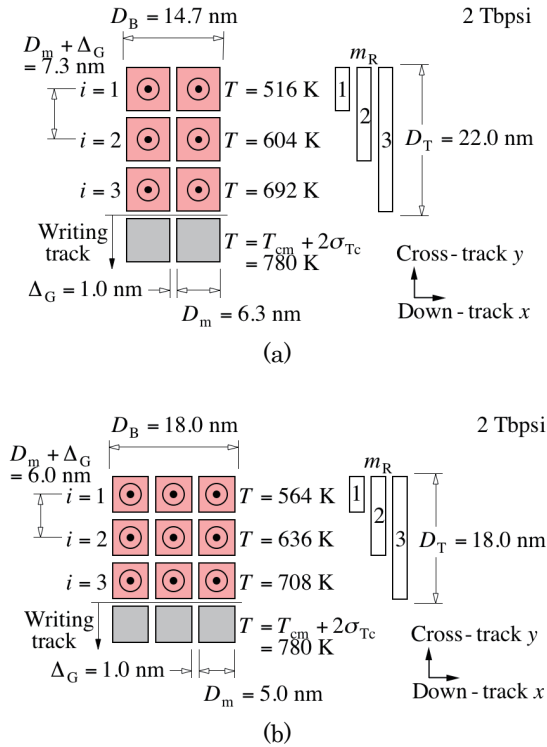 D_B = 14.7 nm
2 Tbpsi
D_m + Δ_G
= 7.3 nm
m_R
i = 1
T = 516 K
1
2
3
i = 2
T = 604 K
D_T = 22.0 nm
i = 3
T = 692 K
Writing
track
T = T_cm + 2σ_Tc
= 780 K
Cross-track y
Δ_G = 1.0 nm
Down-track x
D_m = 6.3 nm
(a)
D_B = 18.0 nm
2 Tbpsi
D_m + Δ_G
= 6.0 nm
m_R
i = 1
T = 564 K
1
2
3
i = 2
T = 636 K
D_T = 18.0 nm
i = 3
T = 708 K
Writing
track
T = T_cm + 2σ_Tc
= 780 K
Cross-track y
Δ_G = 1.0 nm
Down-track x
D_m = 5.0 nm
(b)